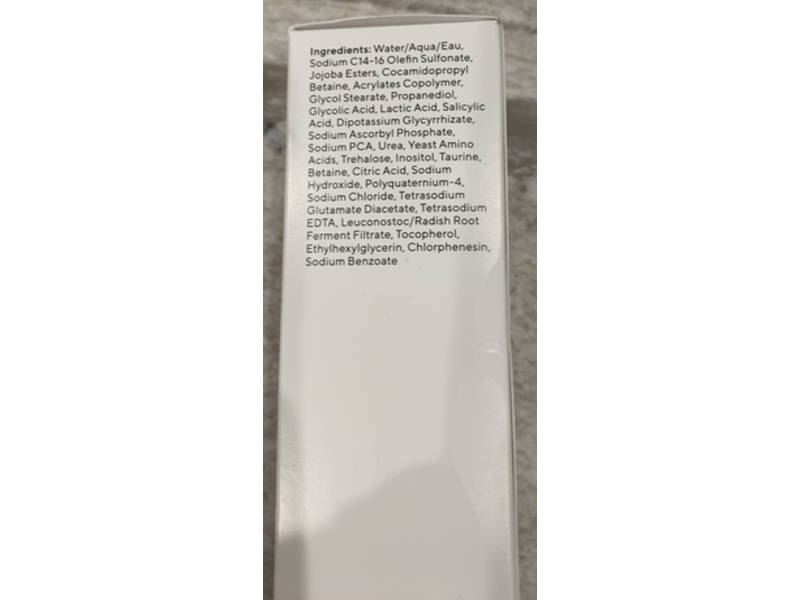 Ingredients: Water/Aqua/Eau,
Sodium C14-16 Olefin Sulfonate,
Jojoba Esters, Cocamidopropyl
Betaine, Acrylates Copolymer,
Glycol Stearate, Propanediol,
Glycolic Acid, Lactic Acid, Salicylic
Acid, Dipotassium Glycyrrhizate,
Sodium Ascorbyl Phosphate,
Sodium PCA, Urea, Yeast Amino
Acids, Trehalose, Inositol, Taurine,
Betaine, Citric Acid, Sodium
Hydroxide, Polyquaternium-4,
Sodium Chloride, Tetrasodium
Glutamate Diacetate, Tetrasodium
EDTA, Leuconostoc/Radish Root
Ferment Filtrate, Tocopherol,
Ethylhexylglycerin, Chlorphenesin,
Sodium Benzoate